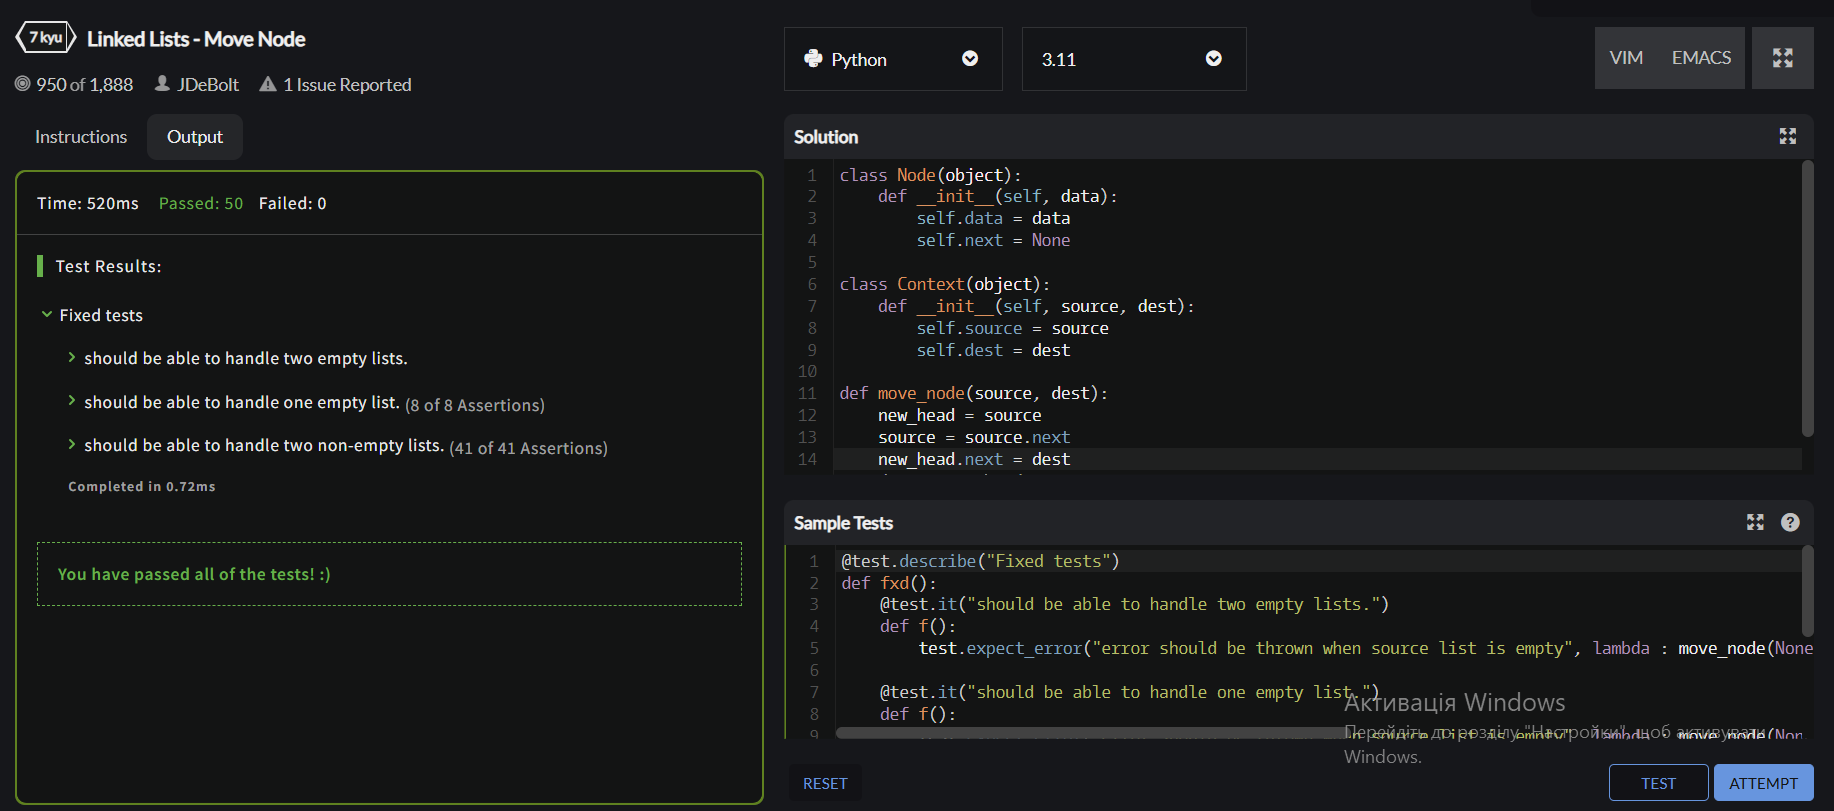 7 kyu
Linked Lists - Move Node
950 of 1,888 JDeBolt 1 Issue Reported
Instructions Output
Time: 520ms Passed: 50 Failed: 0
Test Results:
Fixed tests
should be able to handle two empty lists.
should be able to handle one empty list. (8 of 8 Assertions)
should be able to handle two non-empty lists. (41 of 41 Assertions)
Completed in 0.72ms
You have passed all of the tests! :)
Python 3.11 VIM EMACS
Solution
1 class Node(object):
2     def __init__(self, data):
3         self.data = data
4         self.next = None
5
6 class Context(object):
7     def __init__(self, source, dest):
8         self.source = source
9         self.dest = dest
10
11 def move_node(source, dest):
12     new_head = source
13     source = source.next
14     new_head.next = dest
Sample Tests
?
1 @test.describe("Fixed tests")
2 def fxd():
3     @test.it("should be able to handle two empty lists.")
4     def f():
5         test.expect_error("error should be thrown when source list is empty", lambda : move_node(None
6
7     @test.it("should be able to handle one empty list.")
8     def f():
9 source list is empty", lambda : move_node(Non
Активація Windows
Перейдіть до розділу "Настройки", щоб активувати
Windows.
RESET TEST ATTEMPT